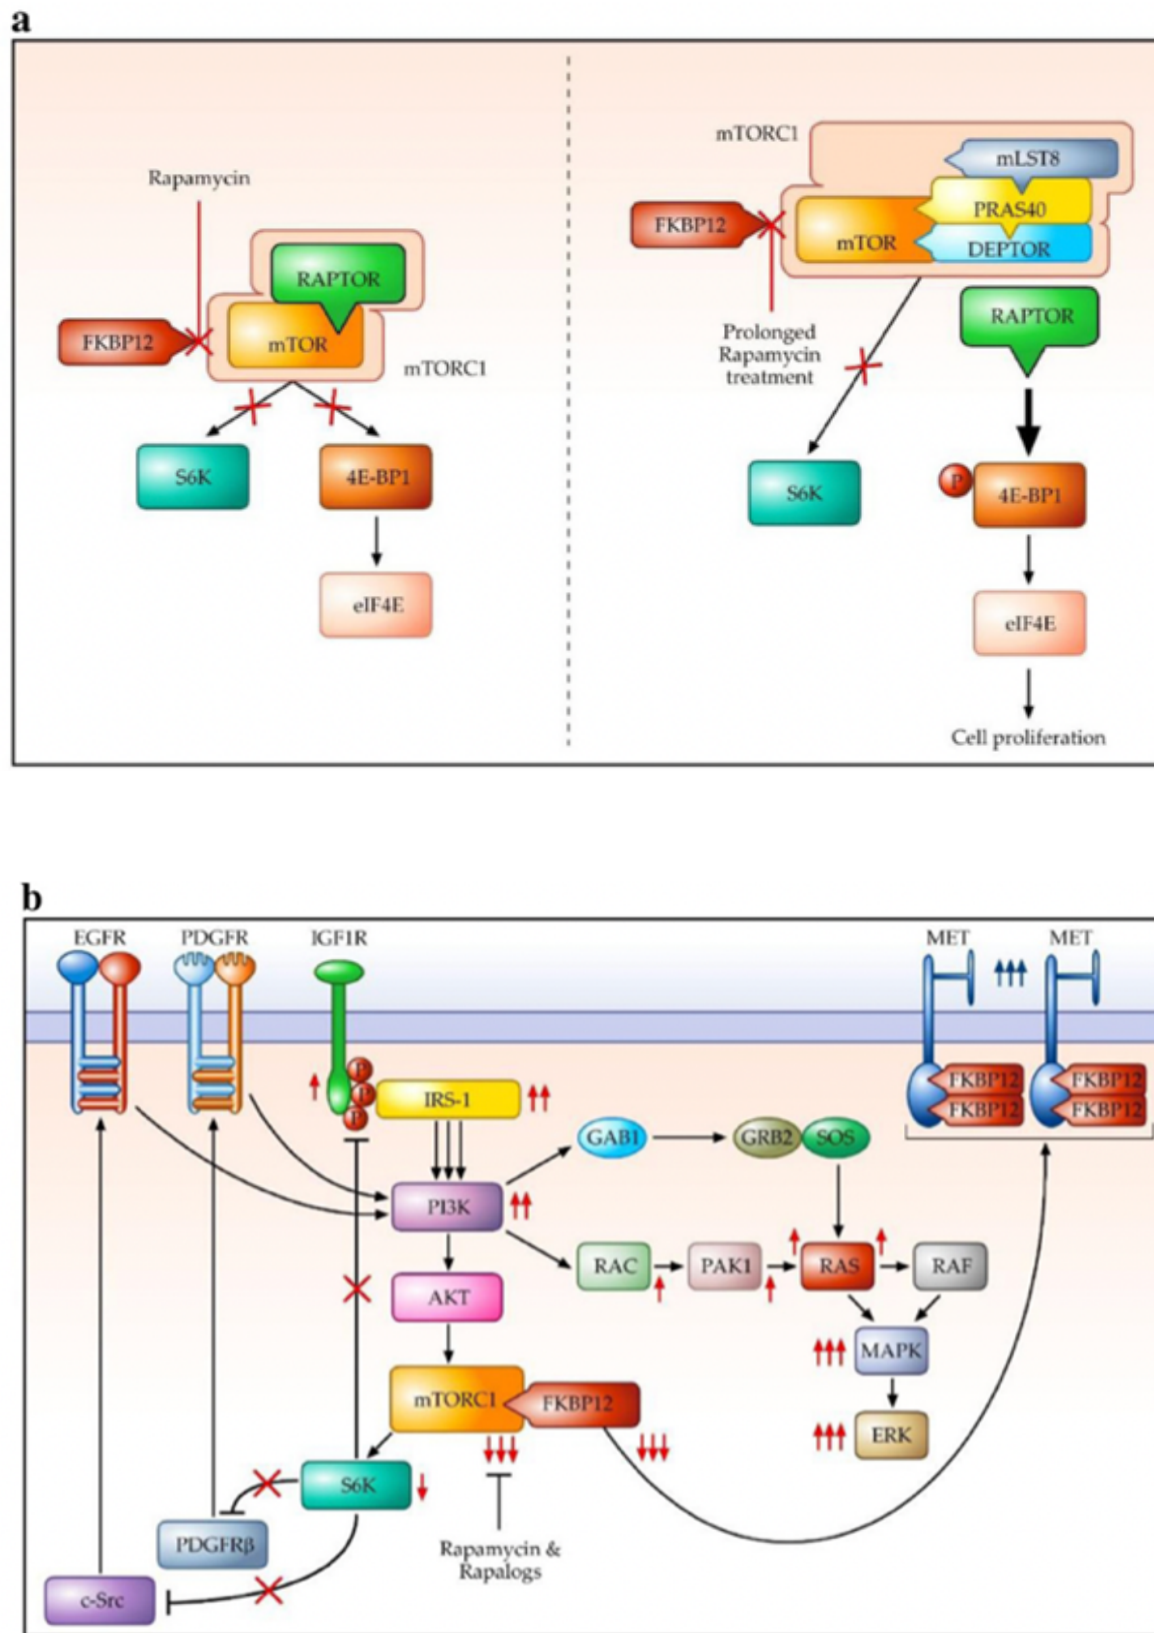 a
Rapamycin
FKBP12
RAPTOR
mTOR
mTORC1
S6K
4E-BP1
eIF4E
mTORC1
mLST8
PRAS40
DEPTOR
mTOR
FKBP12
RAPTOR
Prolonged
Rapamycin
treatment
S6K
P
4E-BP1
eIF4E
Cell proliferation
b
EGFR
PDGFR
IGF1R
MET
MET
P
P
P
IRS-1
FKBP12
FKBP12
FKBP12
FKBP12
GAB1
GRB2
SOS
PI3K
RAC
PAK1
RAS
RAF
AKT
MAPK
mTORC1
FKBP12
ERK
S6K
PDGFRβ
Rapamycin &
Rapalogs
c-Src